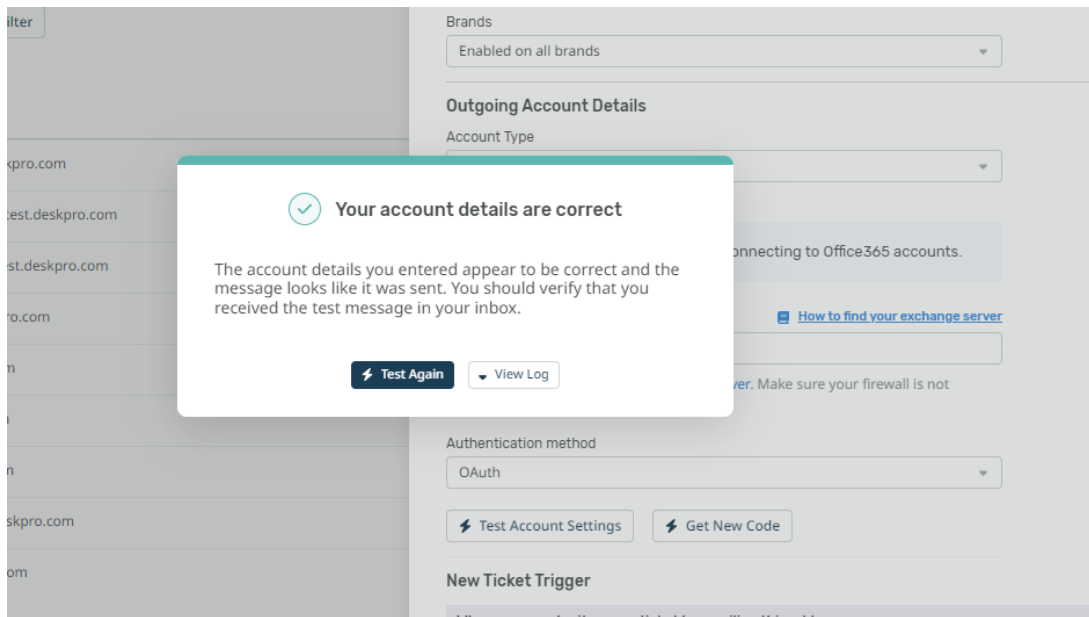 ilter
Brands
Enabled on all brands
Outgoing Account Details
Account Type
kpro.com
test.deskpro.com
st.deskpro.com
ro.com
m
m
skpro.com
om
Your account details are correct
The account details you entered appear to be correct and the
message looks like it was sent. You should verify that you
received the test message in your inbox.
Test Again
View Log
onnecting to Office365 accounts.
How to find your exchange server
ver. Make sure your firewall is not
Authentication method
OAuth
Test Account Settings
Get New Code
New Ticket Trigger